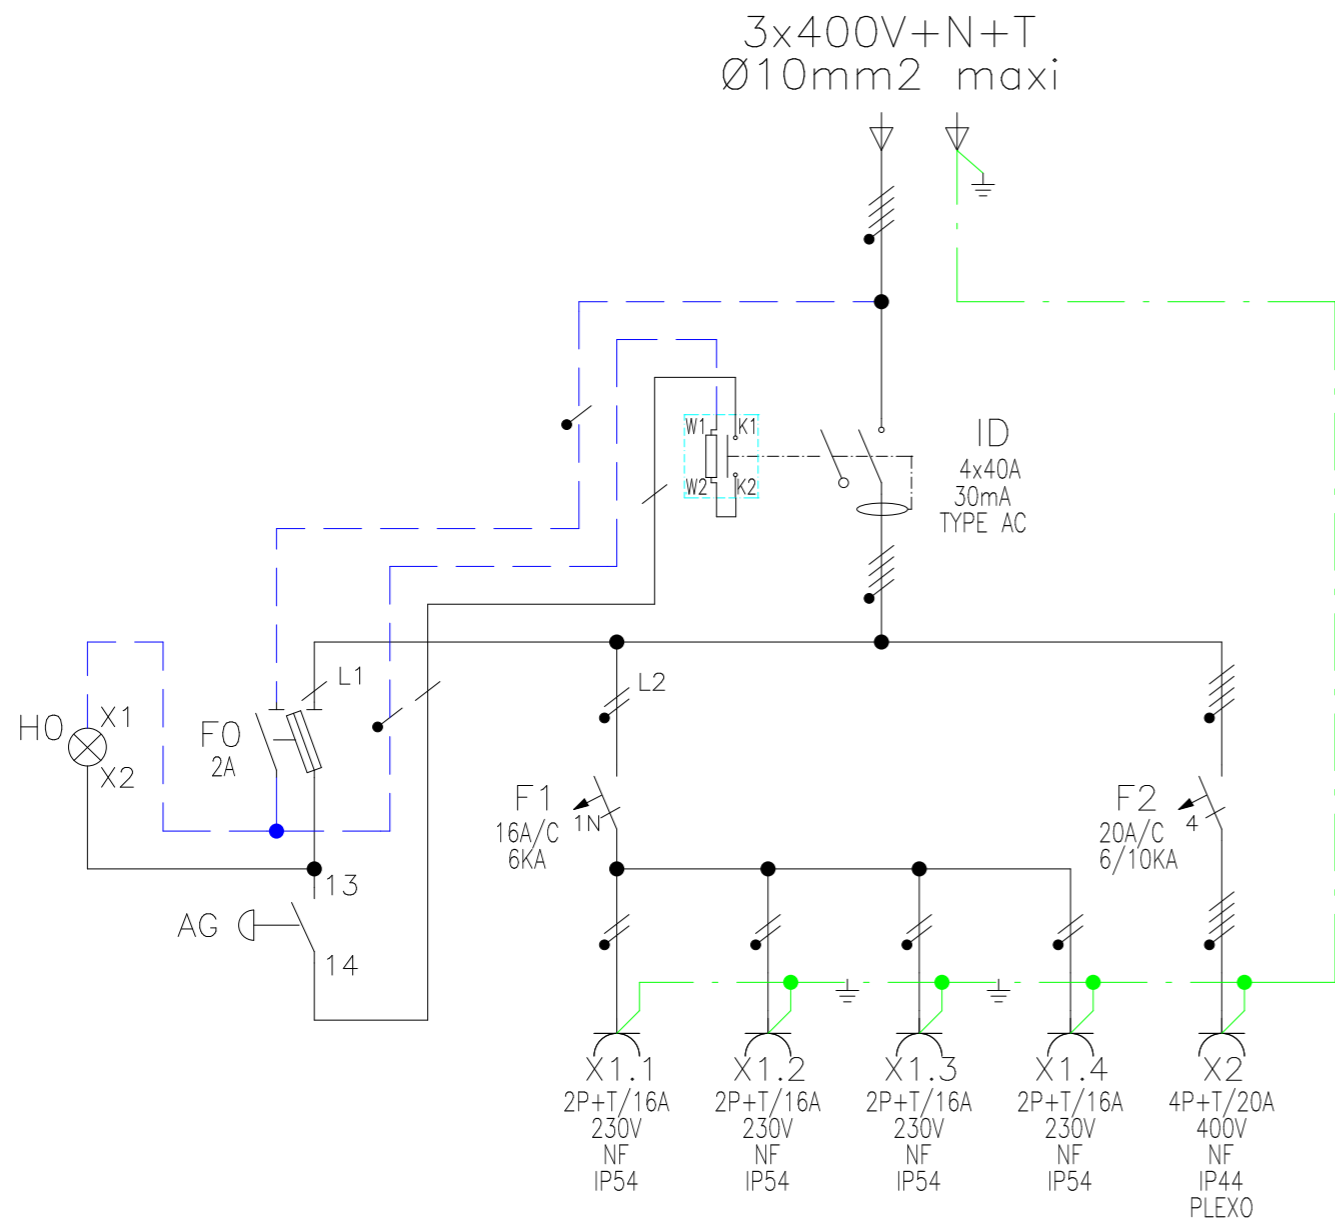 3x400V+N+T
Ø10mm2 maxi
W1
K1
W2
K2
ID
4x40A
30mA
TYPE AC
L1
L2
H0
X1
X2
F0
2A
F1
16A/C
6KA
1N
F2
20A/C
6/10KA
4
13
AG
14
X1.1
2P+T/16A
230V
NF
IP54
X1.2
2P+T/16A
230V
NF
IP54
X1.3
2P+T/16A
230V
NF
IP54
X1.4
2P+T/16A
230V
NF
IP54
X2
4P+T/20A
400V
NF
IP44
PLEXO